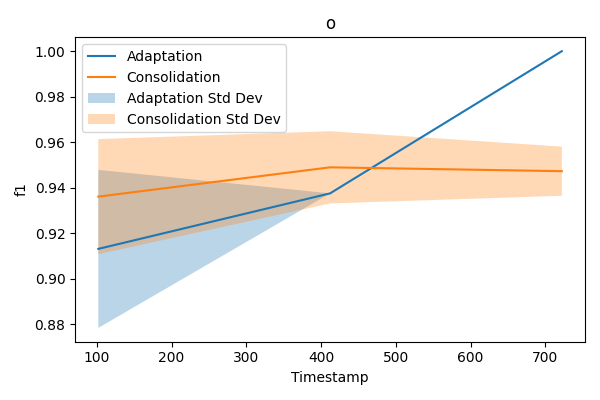 o
Adaptation
Consolidation
Adaptation Std Dev
Consolidation Std Dev
1.00
0.98
0.96
0.94
0.92
0.90
0.88
f1
100 200 300 400 500 600 700
Timestamp